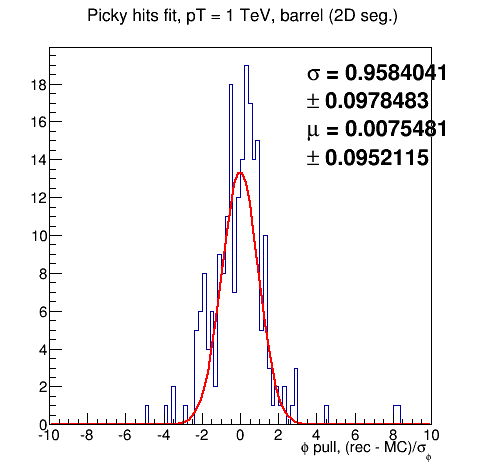 Picky hits fit, pT = 1 TeV, barrel (2D seg.)
σ = 0.9584041
± 0.0978483
μ = 0.0075481
± 0.0952115
18
16
14
12
10
8
6
4
2
0
-10 -8 -6 -4 -2 0 2 4 6 8 10
ϕ pull, (rec - MC)/σϕ